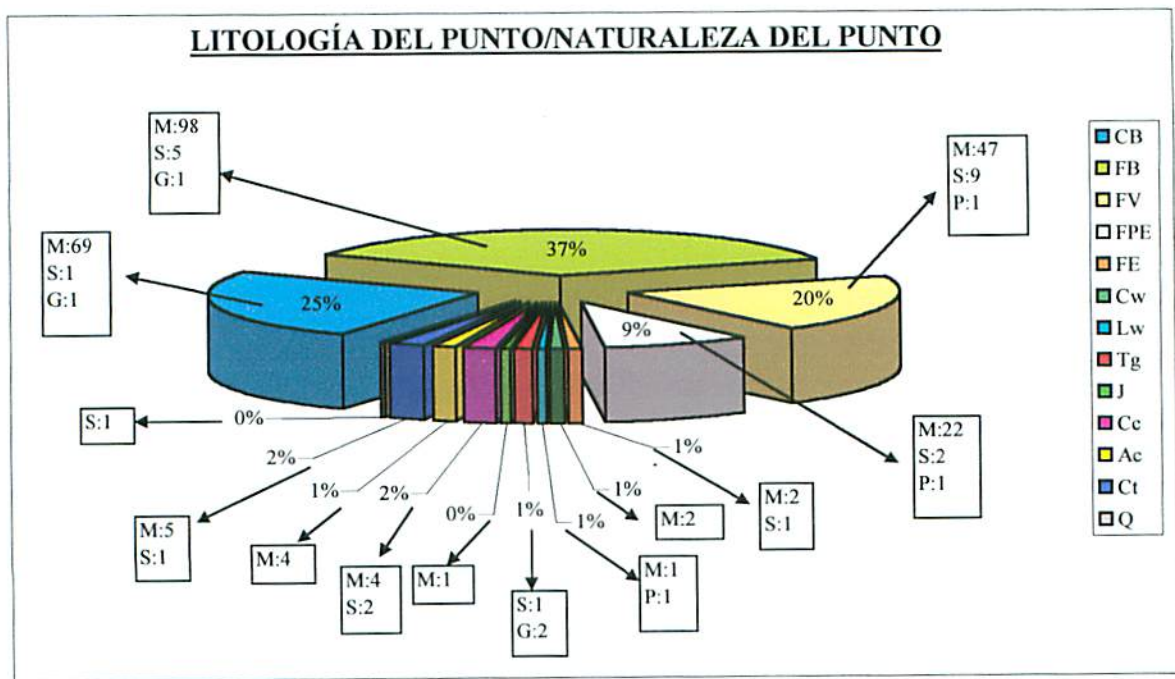 LITOLOGÍA DEL PUNTO/NATURALEZA DEL PUNTO
M:98
S:5
G:1
M:47
S:9
P:1
M:69
S:1
G:1
37%
25%
20%
9%
CB
FB
FV
FPE
FE
Cw
Lw
Tg
J
Cc
Ac
Ct
Q
S:1
0%
2%
1%
2%
0%
1%
1%
1%
1%
M:5
S:1
M:4
M:4
S:2
M:1
S:1
G:2
M:1
P:1
M:2
M:2
S:1
M:22
S:2
P:1